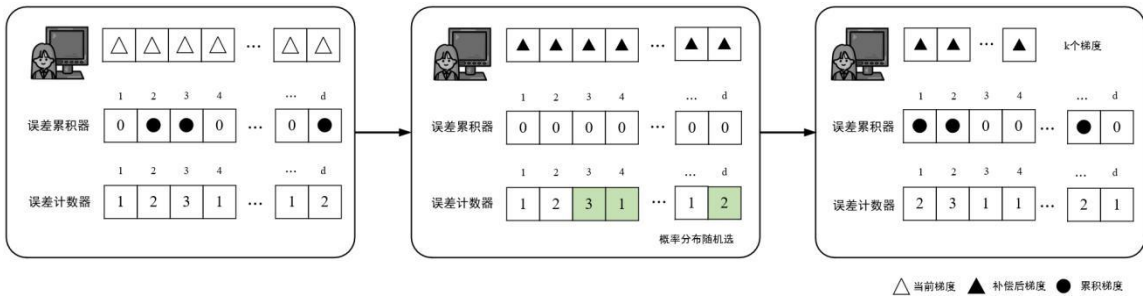 … 
1 2 3 4 … d
误差累积器 0 0 … 0
误差计数器 1 2 3 1 … 1 2
…
1 2 3 4 … d
误差累积器 0 0 0 0 … 0 0
1 2 3 4 d
误差计数器 1 2 3 1 … 1 2
概率分布随机选
… k个梯度
1 2 3 4 … d
误差累积器 0 0 … 0
1 2 3 4 … d
误差计数器 2 3 1 1 … 2 1
当前梯度 补偿后梯度 累积梯度